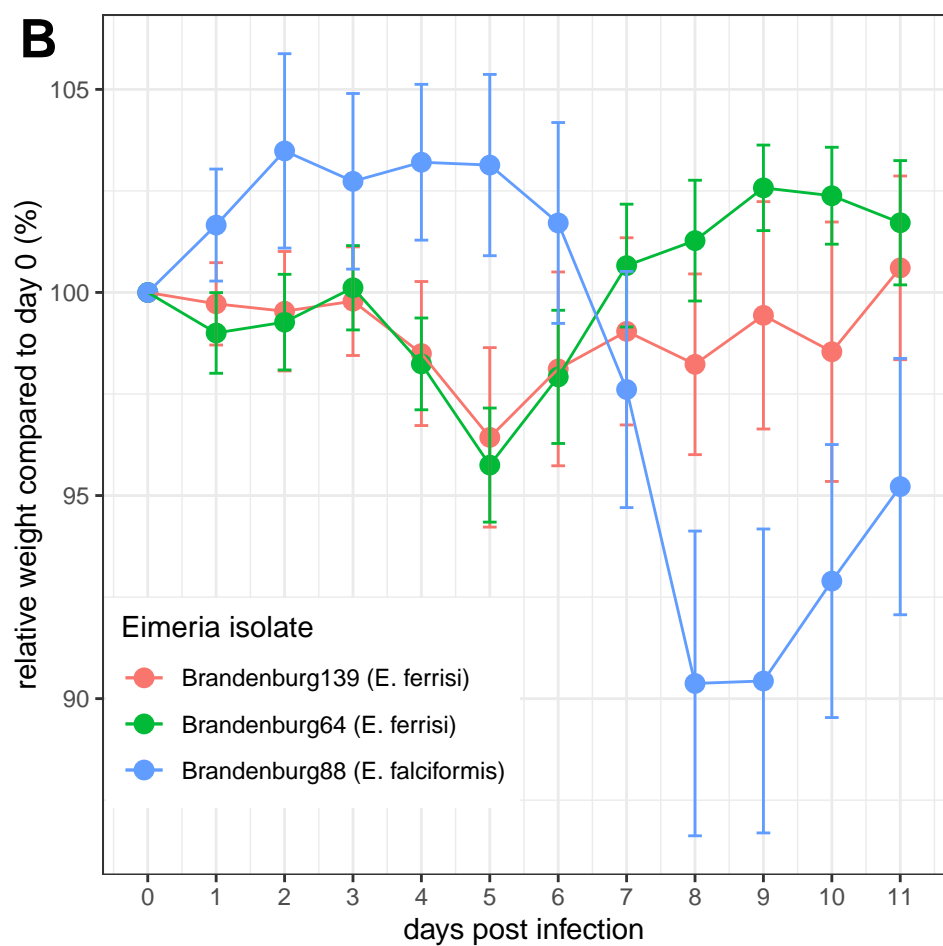 B
relative weight compared to day 0 (%)
105
100
95
90
Eimeria isolate
Brandenburg139 (E. ferrisi)
Brandenburg64 (E. ferrisi)
Brandenburg88 (E. falciformis)
0 1 2 3 4 5 6 7 8 9 10 11
days post infection